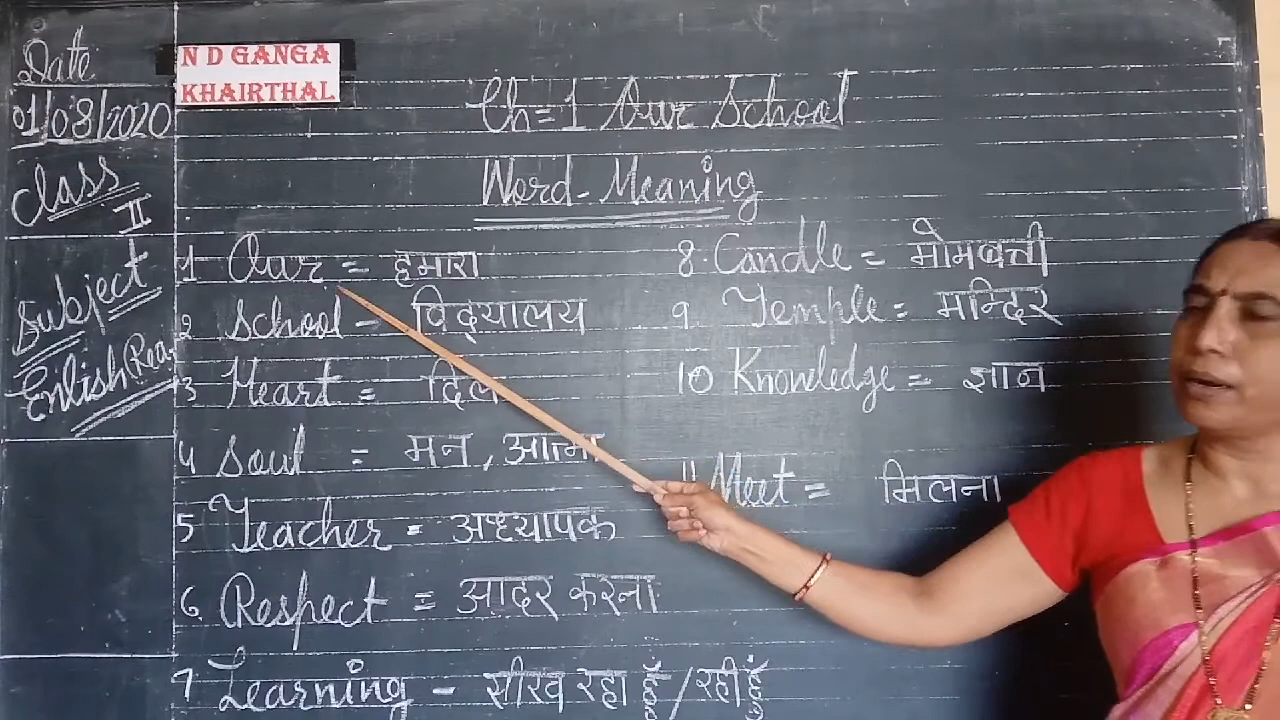 Date
01/08/2020
Class
II
Subject
Enlish Rea
N D GANGA
KHAIRTHAL
Ch=1 Our School
Word-Meaning
1 Our = हमारा
2 School - विद्यालय
3 Heart = दिल
4 Soul = मन, आत्मा
5 Teacher = अध्यापक
6 Respect = आदर करना
7 Learning - सीख रहा हूँ/रही हूँ
8. Candle = मोमबत्ती
9 Temple = मन्दिर
10 Knowledge = ज्ञान
11 Meet = मिलना